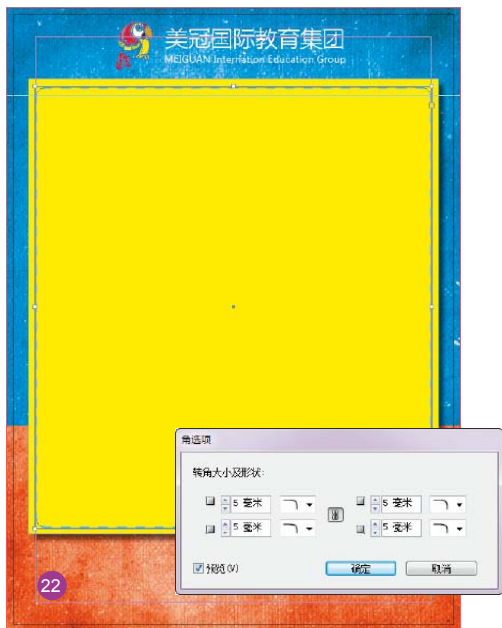 美冠国际教育集团
MEIGUAN Internation Education Group
角选项
转角大小及形状:
5 毫米 5 毫米
5 毫米 5 毫米
预览(V) 确定 取消
22